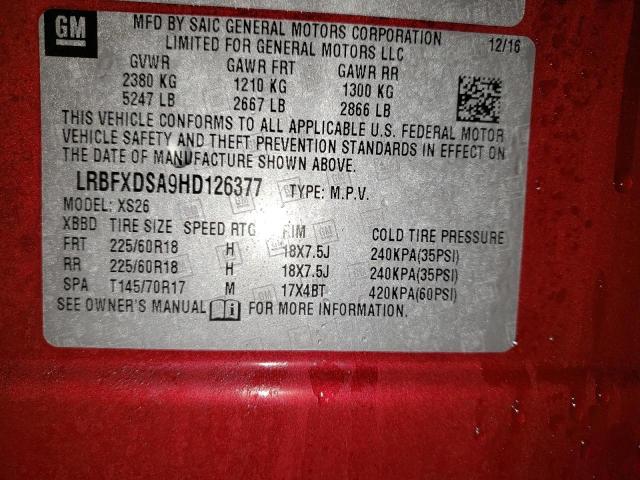 GM
MFD BY SAIC GENERAL MOTORS CORPORATION
LIMITED FOR GENERAL MOTORS LLC 12/16
GVWR GAWR FRT GAWR RR
2380 KG 1210 KG 1300 KG
5247 LB 2667 LB 2866 LB
THIS VEHICLE CONFORMS TO ALL APPLICABLE U.S. FEDERAL MOTOR
VEHICLE SAFETY AND THEFT PREVENTION STANDARDS IN EFFECT ON
THE DATE OF MANUFACTURE SHOWN ABOVE.
LRBFXDSA9HD126377 TYPE: M.P.V.
MODEL: XS26
XBBD TIRE SIZE SPEED RTG RIM COLD TIRE PRESSURE
FRT 225/60R18 H 18X7.5J 240KPA(35PSI)
RR 225/60R18 H 18X7.5J 240KPA(35PSI)
SPA T145/70R17 M 17X4BT 420KPA(60PSI)
SEE OWNER'S MANUAL FOR MORE INFORMATION.